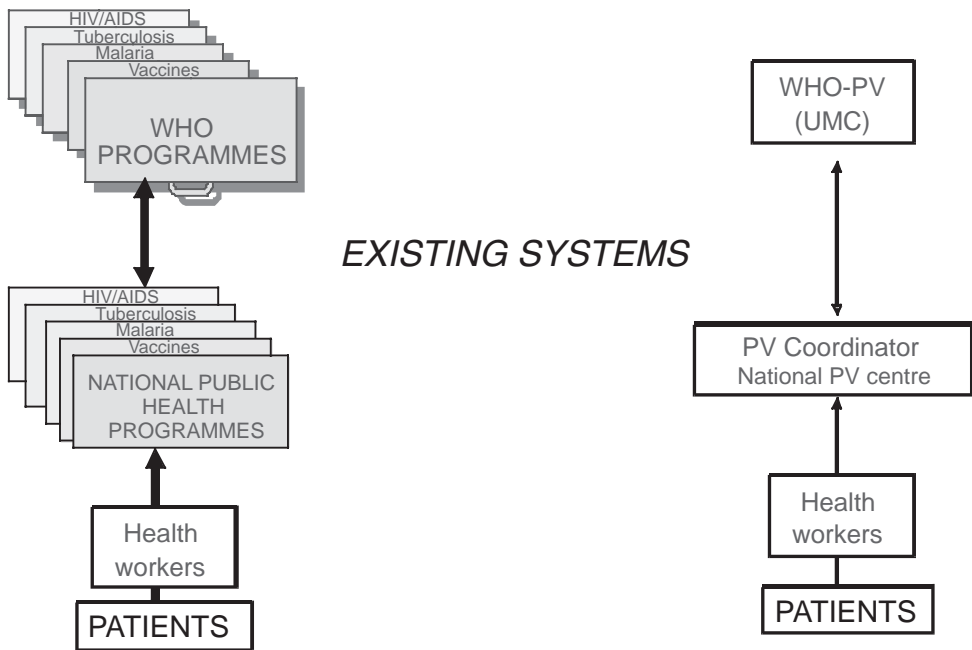 HIV/AIDS
Tuberculosis
Malaria
Vaccines
WHO
PROGRAMMES
HIV/AIDS
Tuberculosis
Malaria
Vaccines
NATIONAL PUBLIC
HEALTH
PROGRAMMES
Health
workers
PATIENTS
EXISTING SYSTEMS
WHO-PV
(UMC)
PV Coordinator
National PV centre
Health
workers
PATIENTS